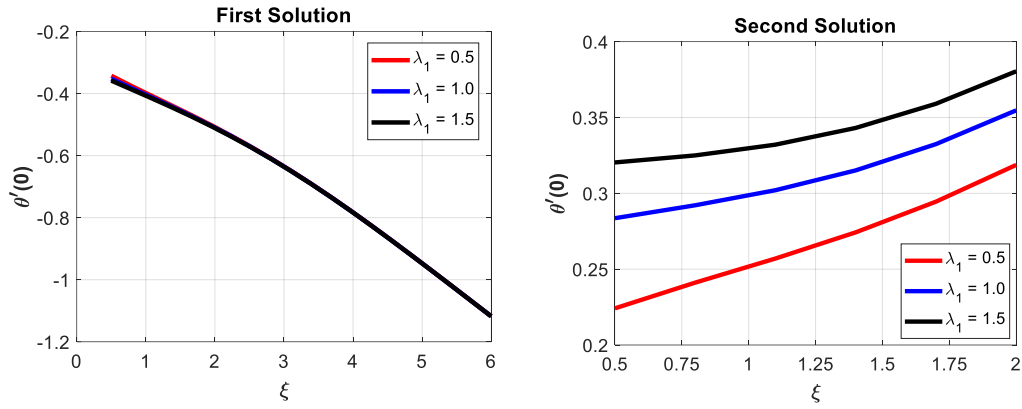 First Solution
-0.2
-0.4
-0.6
-0.8
-1
-1.2
0
1
2
3
4
5
6
θ′(0)
ξ
λ1 = 0.5
λ1 = 1.0
λ1 = 1.5
Second Solution
0.4
0.35
0.3
0.25
0.2
0.5
0.75
1
1.25
1.5
1.75
2
θ′(0)
ξ
λ1 = 0.5
λ1 = 1.0
λ1 = 1.5